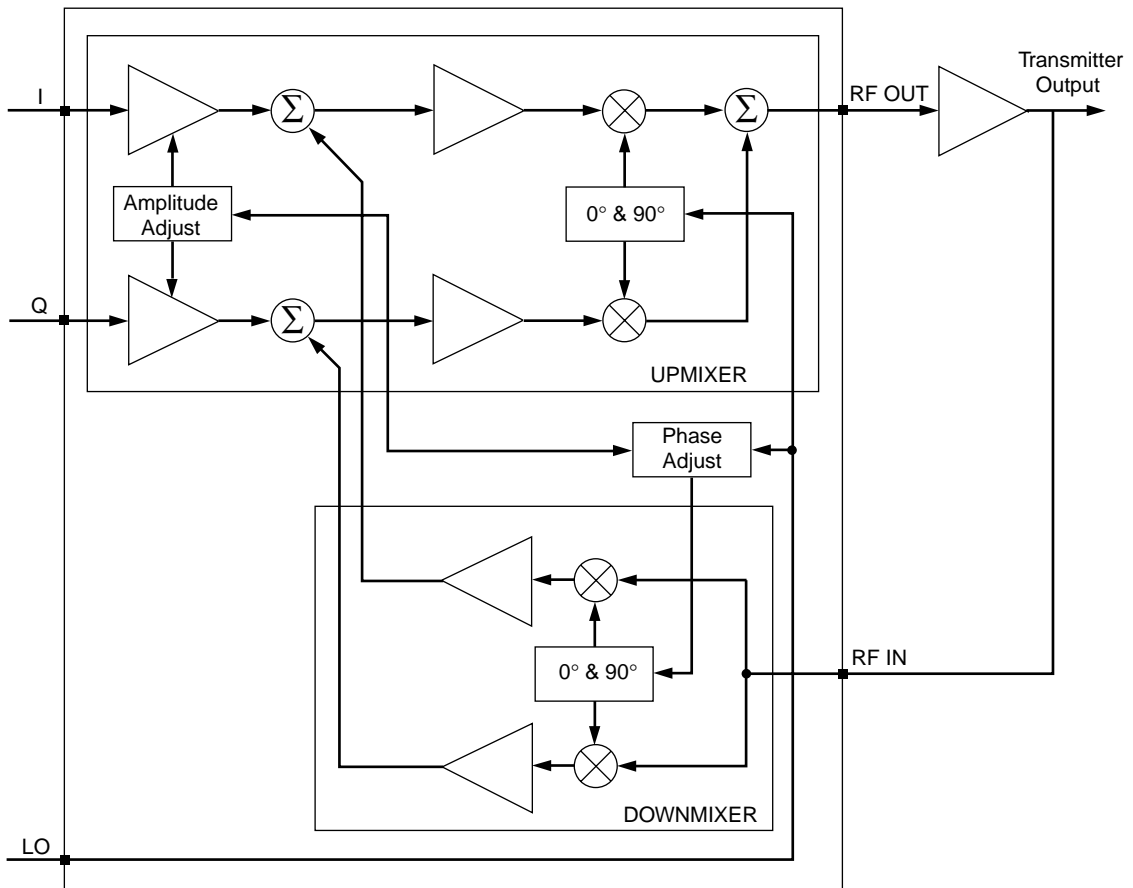 Transmitter
Output
I
Σ
Σ
RF OUT
Amplitude
Adjust
0° & 90°
Q
Σ
UPMIXER
Phase
Adjust
0° & 90°
RF IN
DOWNMIXER
LO